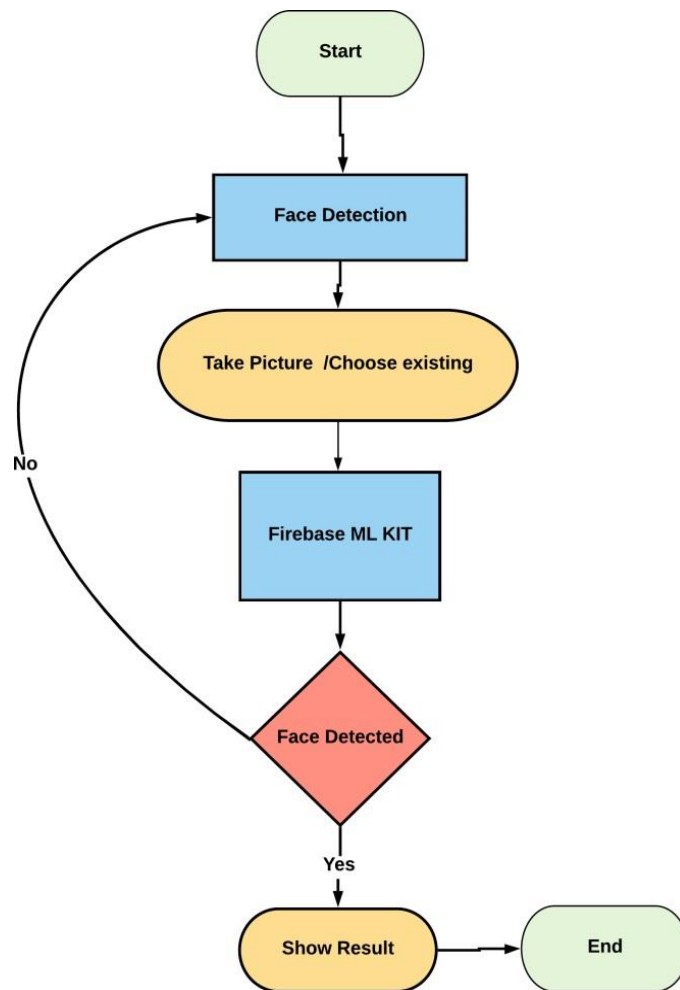 Start
Face Detection
Take Picture  /Choose existing
No
Firebase ML KIT
Face Detected
Yes
Show Result
End